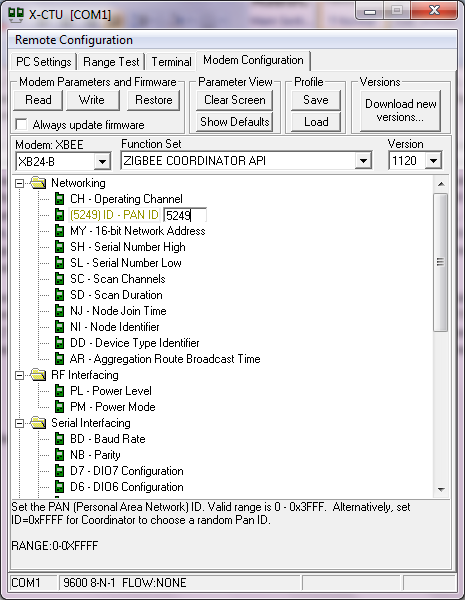 X-CTU [COM1]
Remote Configuration
PC Settings Range Test Terminal Modem Configuration
Modem Parameters and Firmware Parameter View Profile Versions
Read Write Restore Clear Screen Save Download new versions...
Always update firmware Show Defaults Load
Modem: XBEE Function Set Version
XB24-B ZIGBEE COORDINATOR API 1120
Networking
CH - Operating Channel
(5249) ID - PAN ID 5249
MY - 16-bit Network Address
SH - Serial Number High
SL - Serial Number Low
SC - Scan Channels
SD - Scan Duration
NJ - Node Join Time
NI - Node Identifier
DD - Device Type Identifier
AR - Aggregation Route Broadcast Time
RF Interfacing
PL - Power Level
PM - Power Mode
Serial Interfacing
BD - Baud Rate
NB - Parity
D7 - DIO7 Configuration
D6 - DIO6 Configuration
Set the PAN (Personal Area Network) ID. Valid range is 0 - 0x3FFF. Alternatively, set
ID=0xFFFF for Coordinator to choose a random Pan ID.
RANGE:0-0XFFFF
COM1 9600 8-N-1 FLOW:NONE